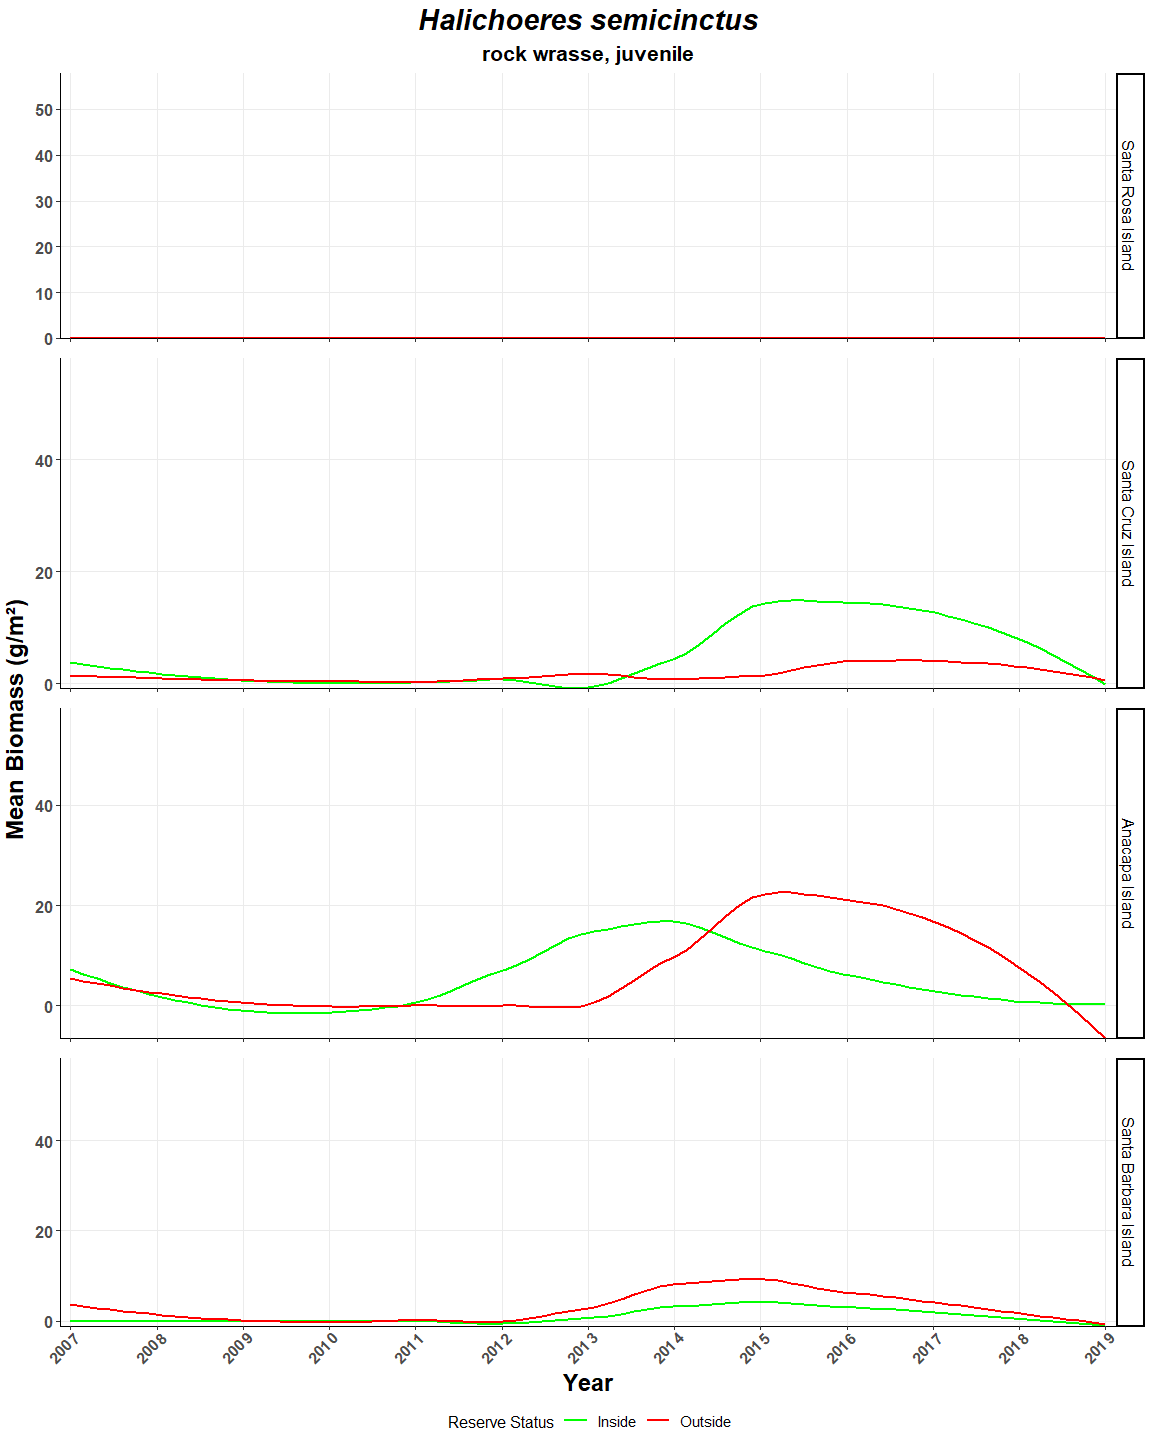 Halichoeres semicinctus
rock wrasse, juvenile
Mean Biomass (g/m²)
50
40
30
20
10
0
Santa Rosa Island
40
20
0
Santa Cruz Island
40
20
0
Anacapa Island
40
20
0
Santa Barbara Island
2007 2008 2009 2010 2011 2012 2013 2014 2015 2016 2017 2018 2019
Year
Reserve Status Inside Outside